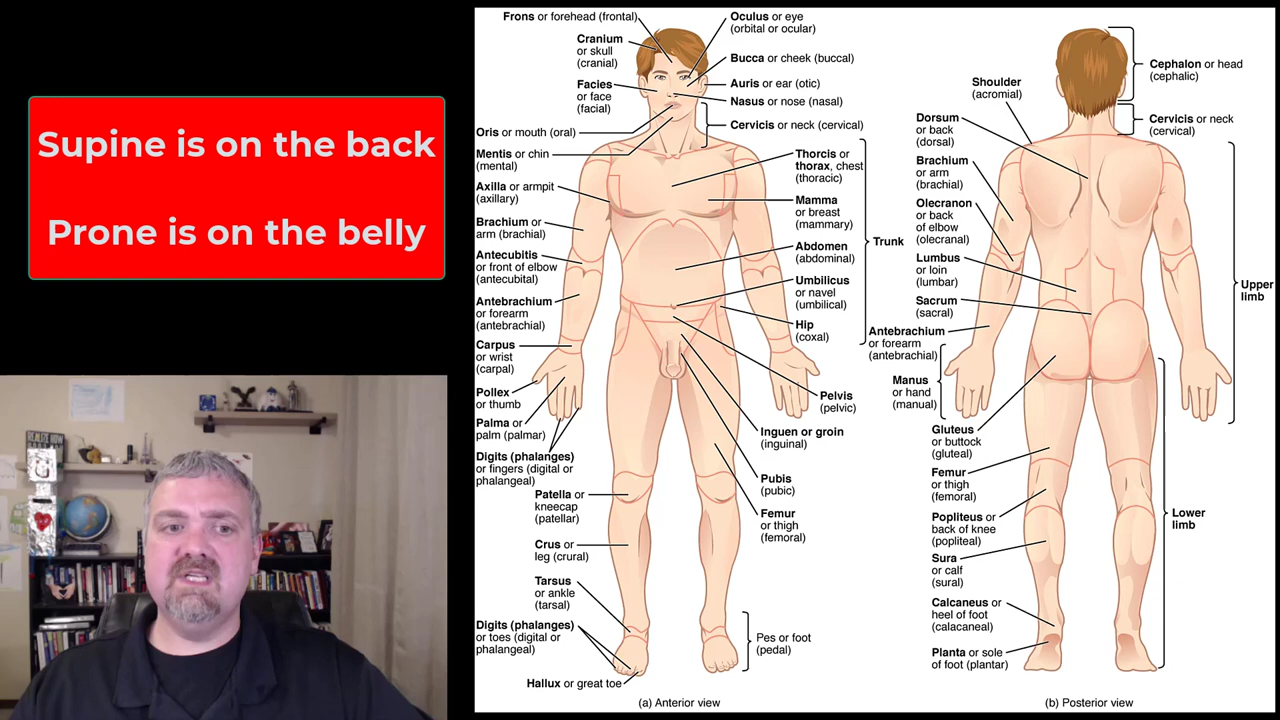 Supine is on the back
Prone is on the belly
Frons or forehead (frontal)
Cranium
or skull
(cranial)
Facies
or face
(facial)
Oris or mouth (oral)
Mentis or chin
(mental)
Axilla or armpit
(axillary)
Brachium or
arm (brachial)
Antecubitis
or front of elbow
(antecubital)
Antebrachium
or forearm
(antebrachial)
Carpus
or wrist
(carpal)
Pollex
or thumb
Palma or
palm (palmar)
Digits (phalanges)
or fingers (digital or
phalangeal)
Patella or
kneecap
(patellar)
Crus or
leg (crural)
Tarsus
or ankle
(tarsal)
Digits (phalanges)
or toes (digital or
phalangeal)
Hallux or great toe
Oculus or eye
(orbital or ocular)
Bucca or cheek (buccal)
Auris or ear (otic)
Nasus or nose (nasal)
Cervicis or neck (cervical)
Thorcis or
thorax, chest
(thoracic)
Mamma
or breast
(mammary)
Abdomen
(abdominal)
Umbilicus
or navel
(umbilical)
Hip
(coxal)
Trunk
Pelvis
(pelvic)
Inguen or groin
(inguinal)
Pubis
(pubic)
Femur
or thigh
(femoral)
Pes or foot
(pedal)
(a) Anterior view
Shoulder
(acromial)
Dorsum
or back
(dorsal)
Brachium
or arm
(brachial)
Olecranon
or back
of elbow
(olecranal)
Lumbus
or loin
(lumbar)
Sacrum
(sacral)
Antebrachium
or forearm
(antebrachial)
Manus
or hand
(manual)
Gluteus
or buttock
(gluteal)
Femur
or thigh
(femoral)
Popliteus or
back of knee
(popliteal)
Sura
or calf
(sural)
Calcaneus or
heel of foot
(calacaneal)
Planta or sole
of foot (plantar)
Cephalon or head
(cephalic)
Cervicis or neck
(cervical)
Upper
limb
Lower
limb
(b) Posterior view